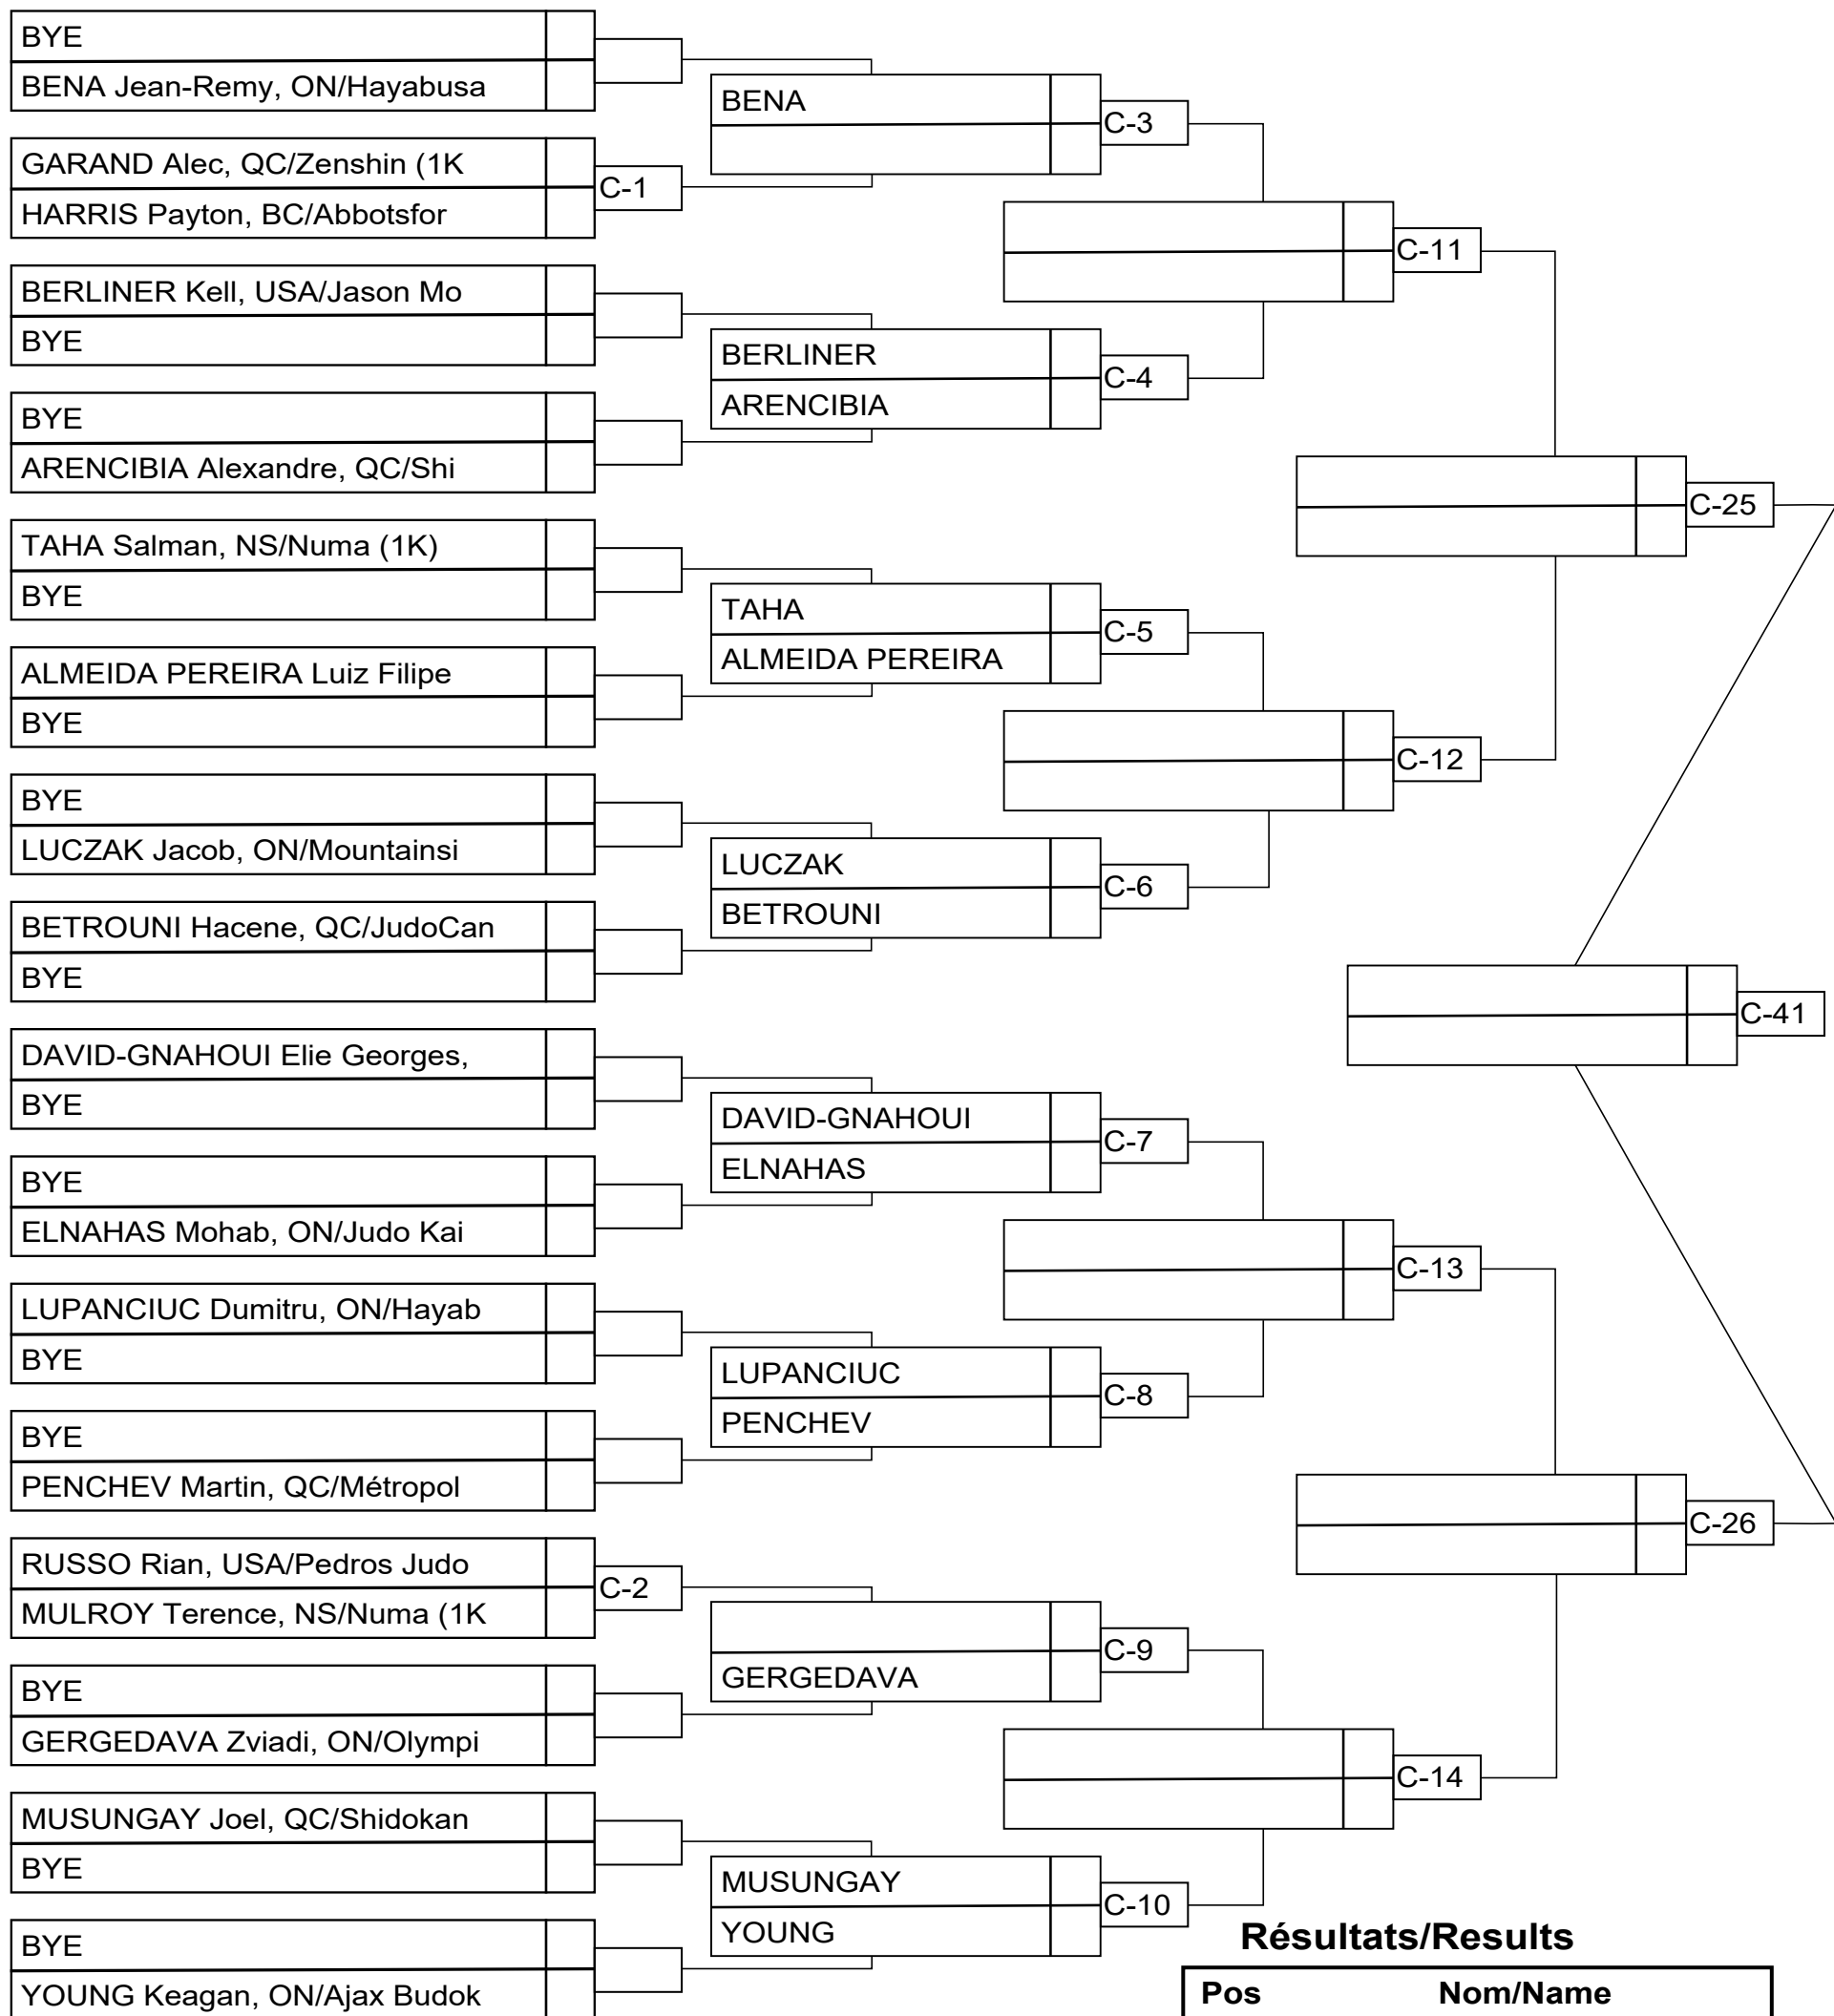 BYE
BENA Jean-Remy, ON/Hayabusa
GARAND Alec, QC/Zenshin (1K
C-1
HARRIS Payton, BC/Abbotsfor
BERLINER Kell, USA/Jason Mo
BYE
BYE
ARENCIBIA Alexandre, QC/Shi
TAHA Salman, NS/Numa (1K)
BYE
ALMEIDA PEREIRA Luiz Filipe
BYE
BYE
LUCZAK Jacob, ON/Mountainsi
BETROUNI Hacene, QC/JudoCan
BYE
DAVID-GNAHOUI Elie Georges,
BYE
BYE
ELNAHAS Mohab, ON/Judo Kai
LUPANCIUC Dumitru, ON/Hayab
BYE
BYE
PENCHEV Martin, QC/Métropol
RUSSO Rian, USA/Pedros Judo
C-2
MULROY Terence, NS/Numa (1K
BYE
GERGEDAVA Zviadi, ON/Olympi
MUSUNGAY Joel, QC/Shidokan
BYE
BYE
YOUNG Keagan, ON/Ajax Budok
BENA
C-3
BERLINER
C-4
ARENCIBIA
TAHA
C-5
ALMEIDA PEREIRA
LUCZAK
C-6
BETROUNI
DAVID-GNAHOUI
C-7
ELNAHAS
LUPANCIUC
C-8
PENCHEV
C-9
GERGEDAVA
MUSUNGAY
C-10
YOUNG
C-11
C-12
C-13
C-14
C-25
C-26
C-41
Résultats/Results
Pos Nom/Name